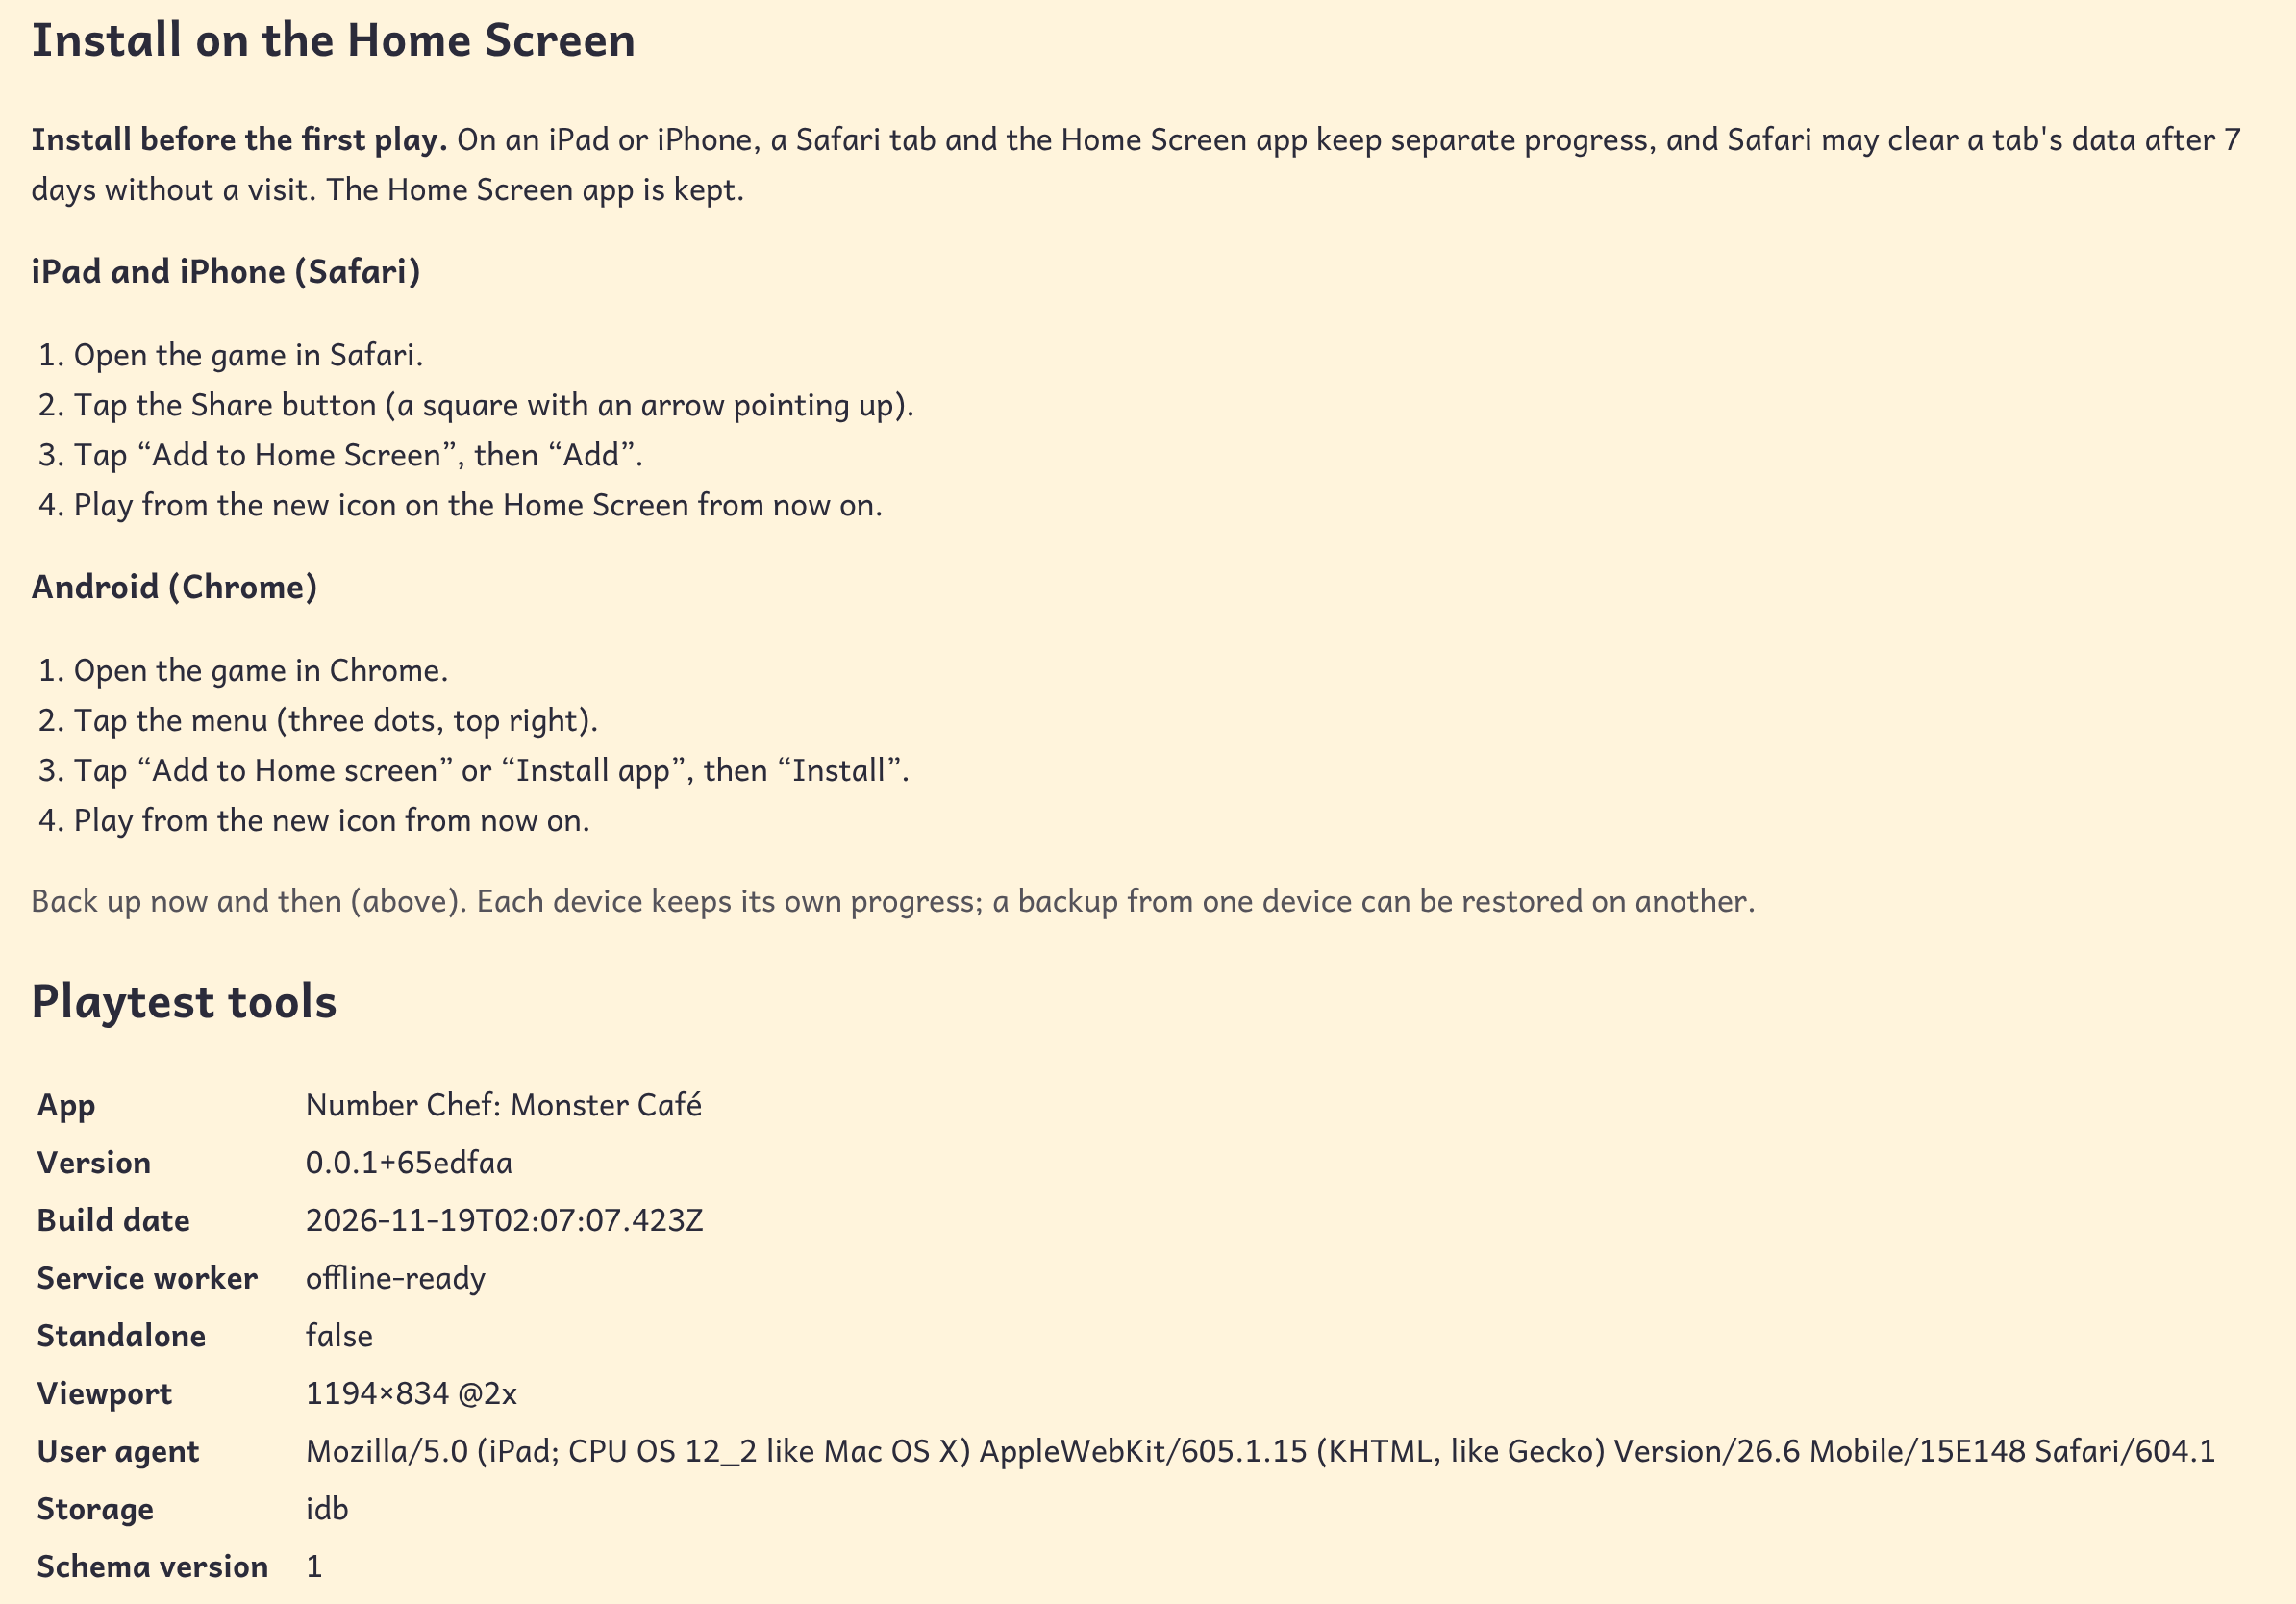 Install on the Home Screen
Install before the first play. On an iPad or iPhone, a Safari tab and the Home Screen app keep separate progress, and Safari may clear a tab's data after 7
days without a visit. The Home Screen app is kept.
iPad and iPhone (Safari)
1. Open the game in Safari.
2. Tap the Share button (a square with an arrow pointing up).
3. Tap “Add to Home Screen”, then “Add”.
4. Play from the new icon on the Home Screen from now on.
Android (Chrome)
1. Open the game in Chrome.
2. Tap the menu (three dots, top right).
3. Tap “Add to Home screen” or “Install app”, then “Install”.
4. Play from the new icon from now on.
Back up now and then (above). Each device keeps its own progress; a backup from one device can be restored on another.
Playtest tools
App Number Chef: Monster Café
Version 0.0.1+65edfaa
Build date 2026-11-19T02:07:07.423Z
Service worker offline-ready
Standalone false
Viewport 1194×834 @2x
User agent Mozilla/5.0 (iPad; CPU OS 12_2 like Mac OS X) AppleWebKit/605.1.15 (KHTML, like Gecko) Version/26.6 Mobile/15E148 Safari/604.1
Storage idb
Schema version 1